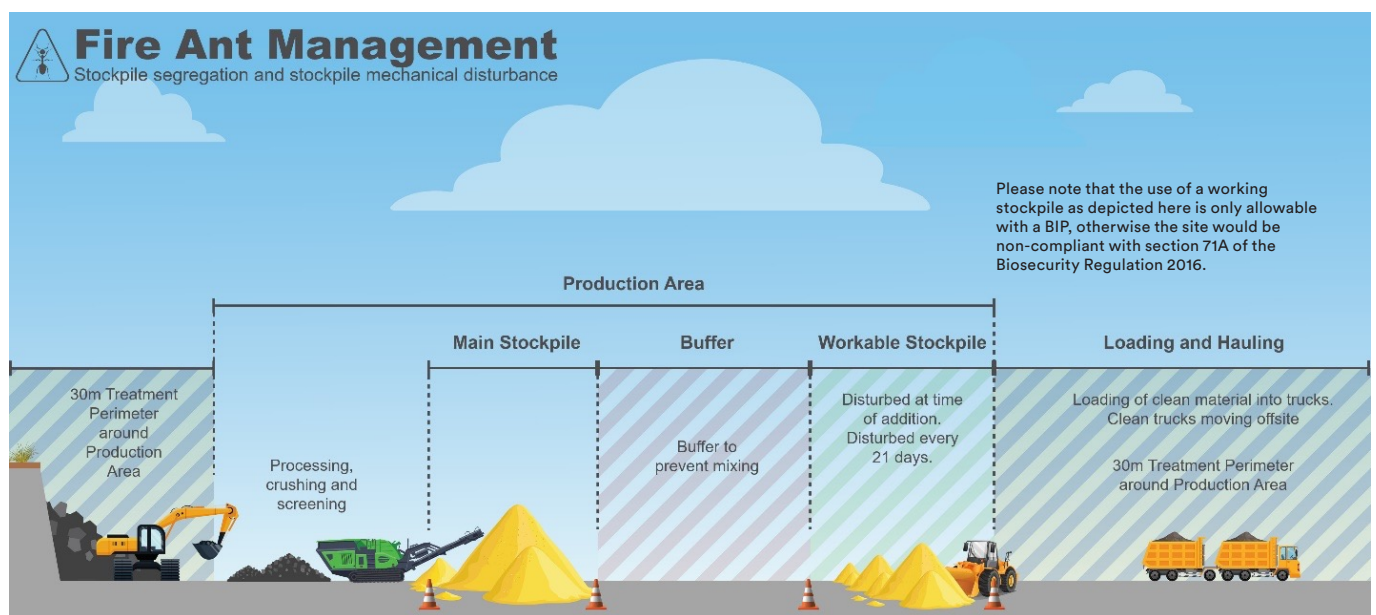 Fire Ant Management
Stockpile segregation and stockpile mechanical disturbance
Please note that the use of a working
stockpile as depicted here is only allowable
with a BIP, otherwise the site would be
non-compliant with section 71A of the
Biosecurity Regulation 2016.
Production Area
Main Stockpile
Buffer
Workable Stockpile
Loading and Hauling
30m Treatment
Perimeter
around
Production
Area
Processing,
crushing and
screening
Buffer to
prevent mixing
Disturbed at time
of addition.
Disturbed every
21 days.
Loading of clean material into trucks.
Clean trucks moving offsite
30m Treatment Perimeter
around Production Area